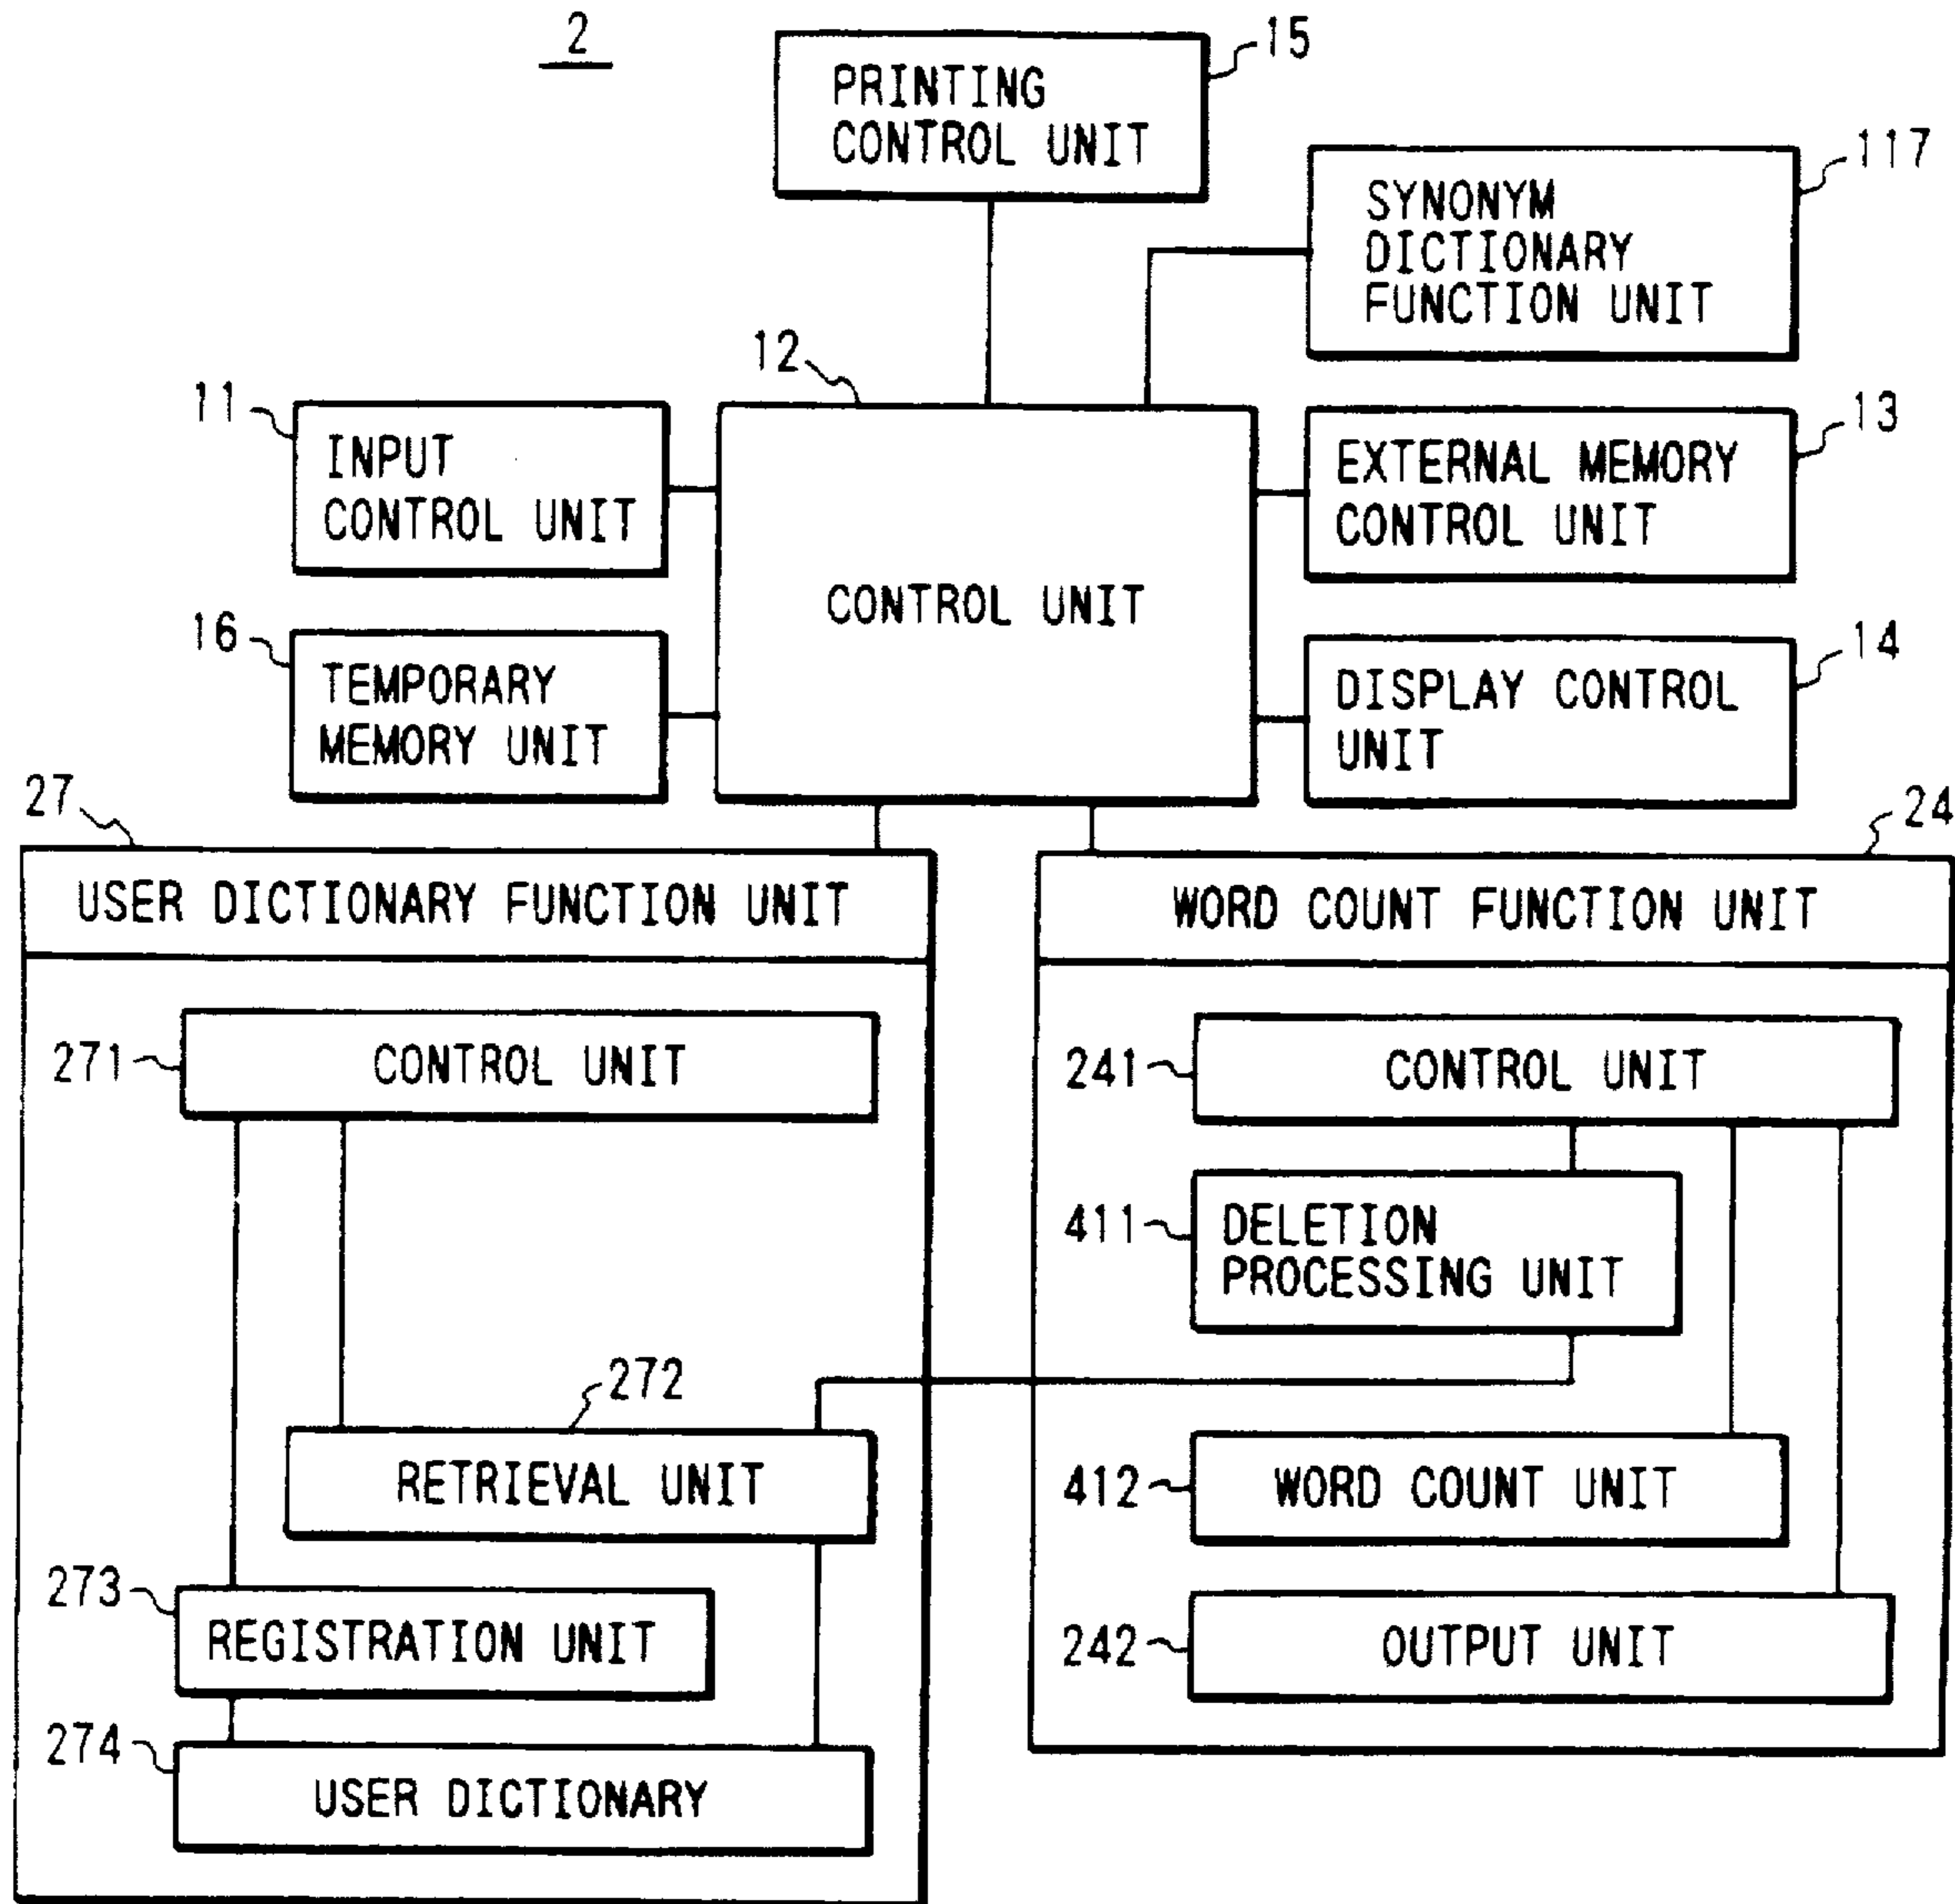 2
15
PRINTING
CONTROL UNIT
117
SYNONYM
DICTIONARY
FUNCTION UNIT
12
11
INPUT
CONTROL UNIT
CONTROL UNIT
13
EXTERNAL MEMORY
CONTROL UNIT
16
TEMPORARY
MEMORY UNIT
14
DISPLAY CONTROL
UNIT
27
USER DICTIONARY FUNCTION UNIT
271
CONTROL UNIT
272
RETRIEVAL UNIT
273
REGISTRATION UNIT
274
USER DICTIONARY
24
WORD COUNT FUNCTION UNIT
241
CONTROL UNIT
411
DELETION
PROCESSING UNIT
412
WORD COUNT UNIT
242
OUTPUT UNIT